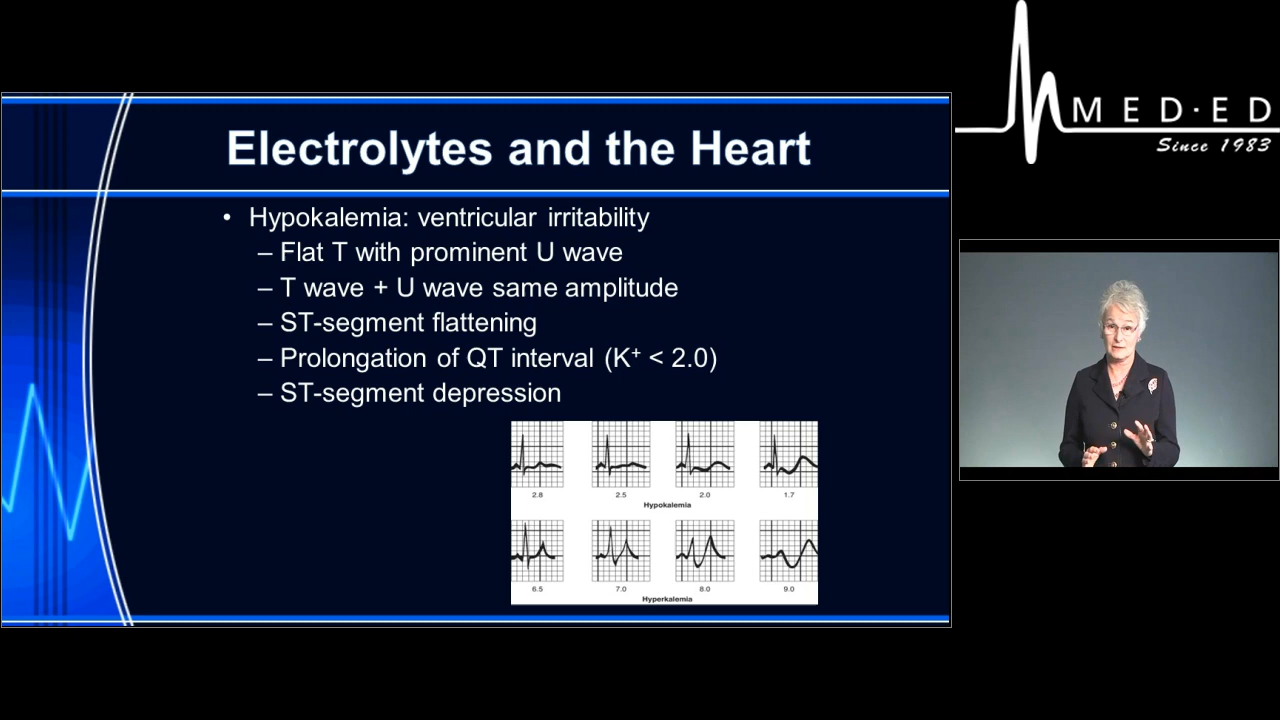 MED·ED
Since 1983
Electrolytes and the Heart
• Hypokalemia: ventricular irritability
– Flat T with prominent U wave
– T wave + U wave same amplitude
– ST-segment flattening
– Prolongation of QT interval (K⁺ < 2.0)
– ST-segment depression
2.8 2.5 2.0 1.7
Hypokalemia
6.5 7.0 8.0 9.0
Hyperkalemia